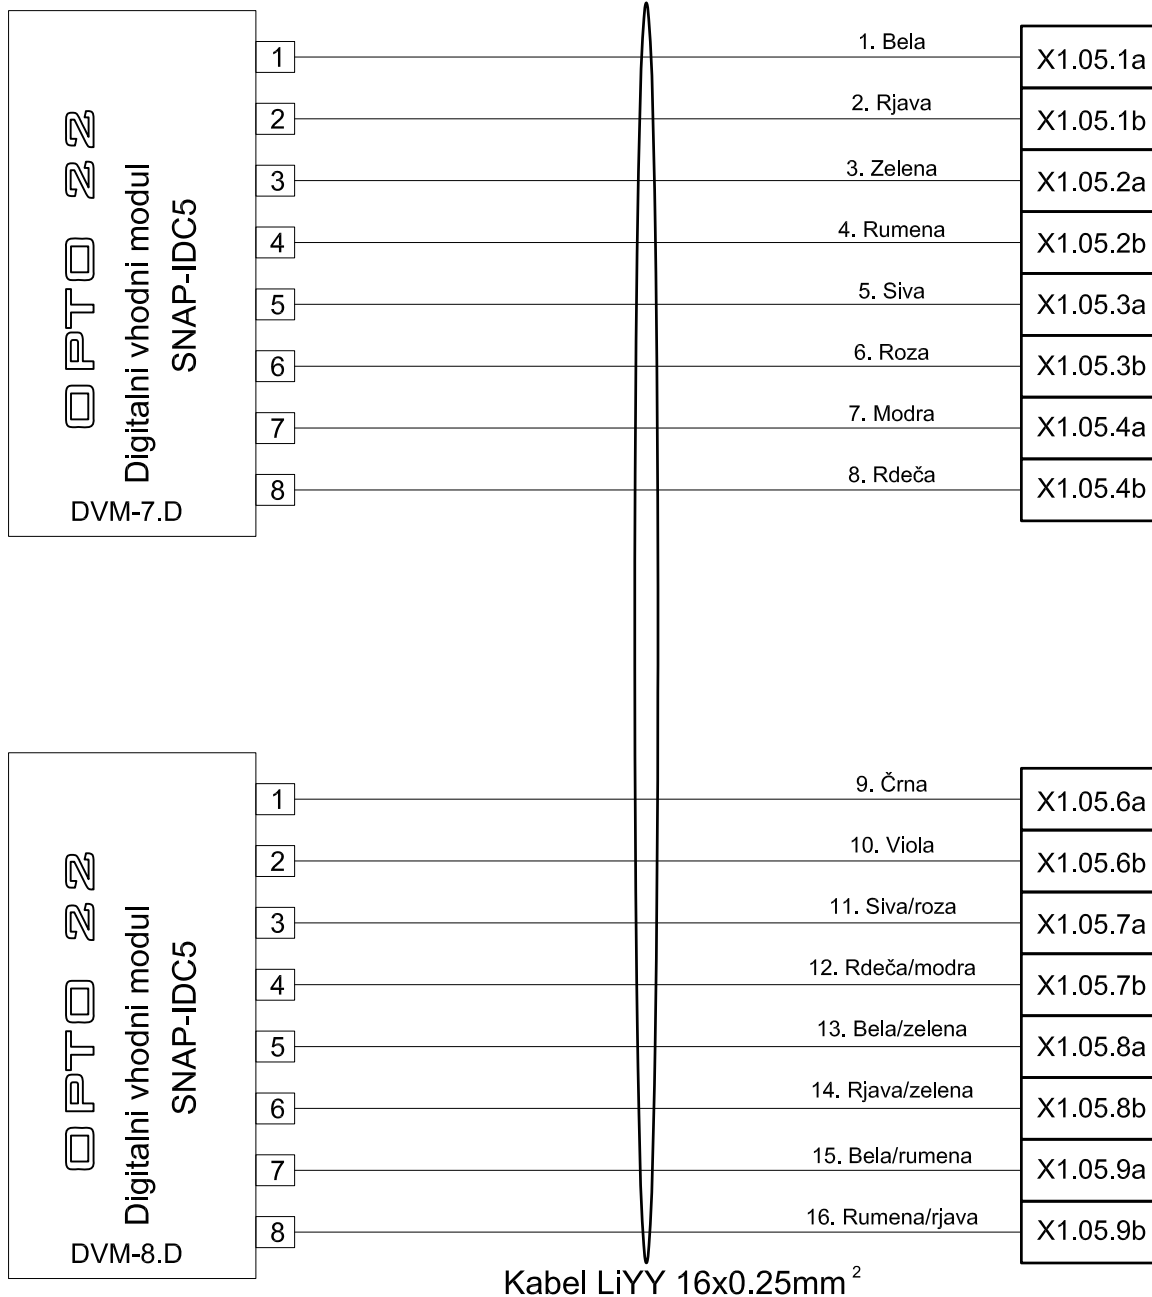 OPTO 22
Digitalni vhodni modul
SNAP-IDC5
DVM-7.D
1 1. Bela X1.05.1a
2 2. Rjava X1.05.1b
3 3. Zelena X1.05.2a
4 4. Rumena X1.05.2b
5 5. Siva X1.05.3a
6 6. Roza X1.05.3b
7 7. Modra X1.05.4a
8 8. Rdeča X1.05.4b
OPTO 22
Digitalni vhodni modul
SNAP-IDC5
DVM-8.D
1 9. Črna X1.05.6a
2 10. Viola X1.05.6b
3 11. Siva/roza X1.05.7a
4 12. Rdeča/modra X1.05.7b
5 13. Bela/zelena X1.05.8a
6 14. Rjava/zelena X1.05.8b
7 15. Bela/rumena X1.05.9a
8 16. Rumena/rjava X1.05.9b
Kabel LiYY 16x0.25mm²